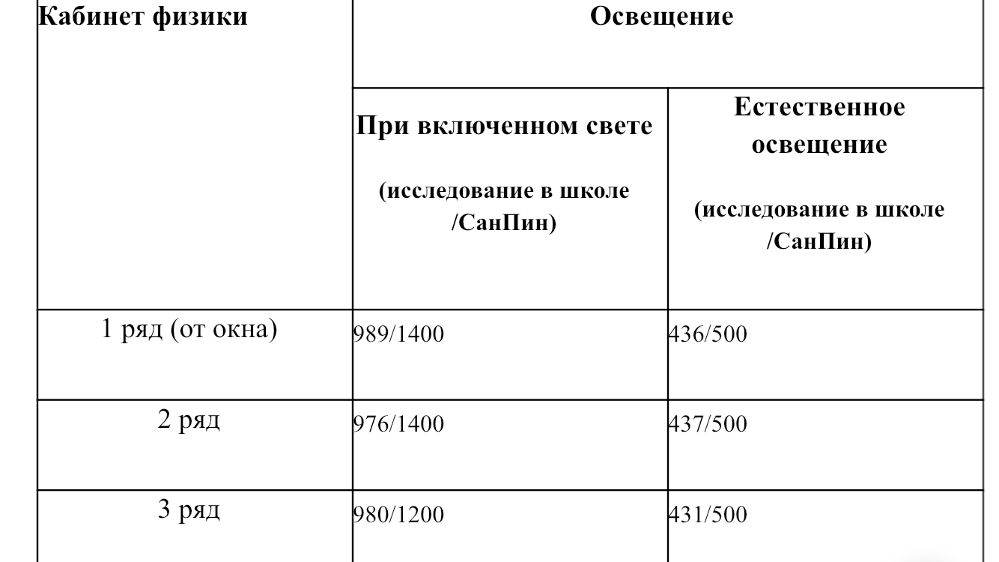 Кабинет физики
Освещение
При включенном свете
(исследование в школе
/СанПин)
Естественное
освещение
(исследование в школе
/СанПин)
1 ряд (от окна)
989/1400
436/500
2 ряд
976/1400
437/500
3 ряд
980/1200
431/500